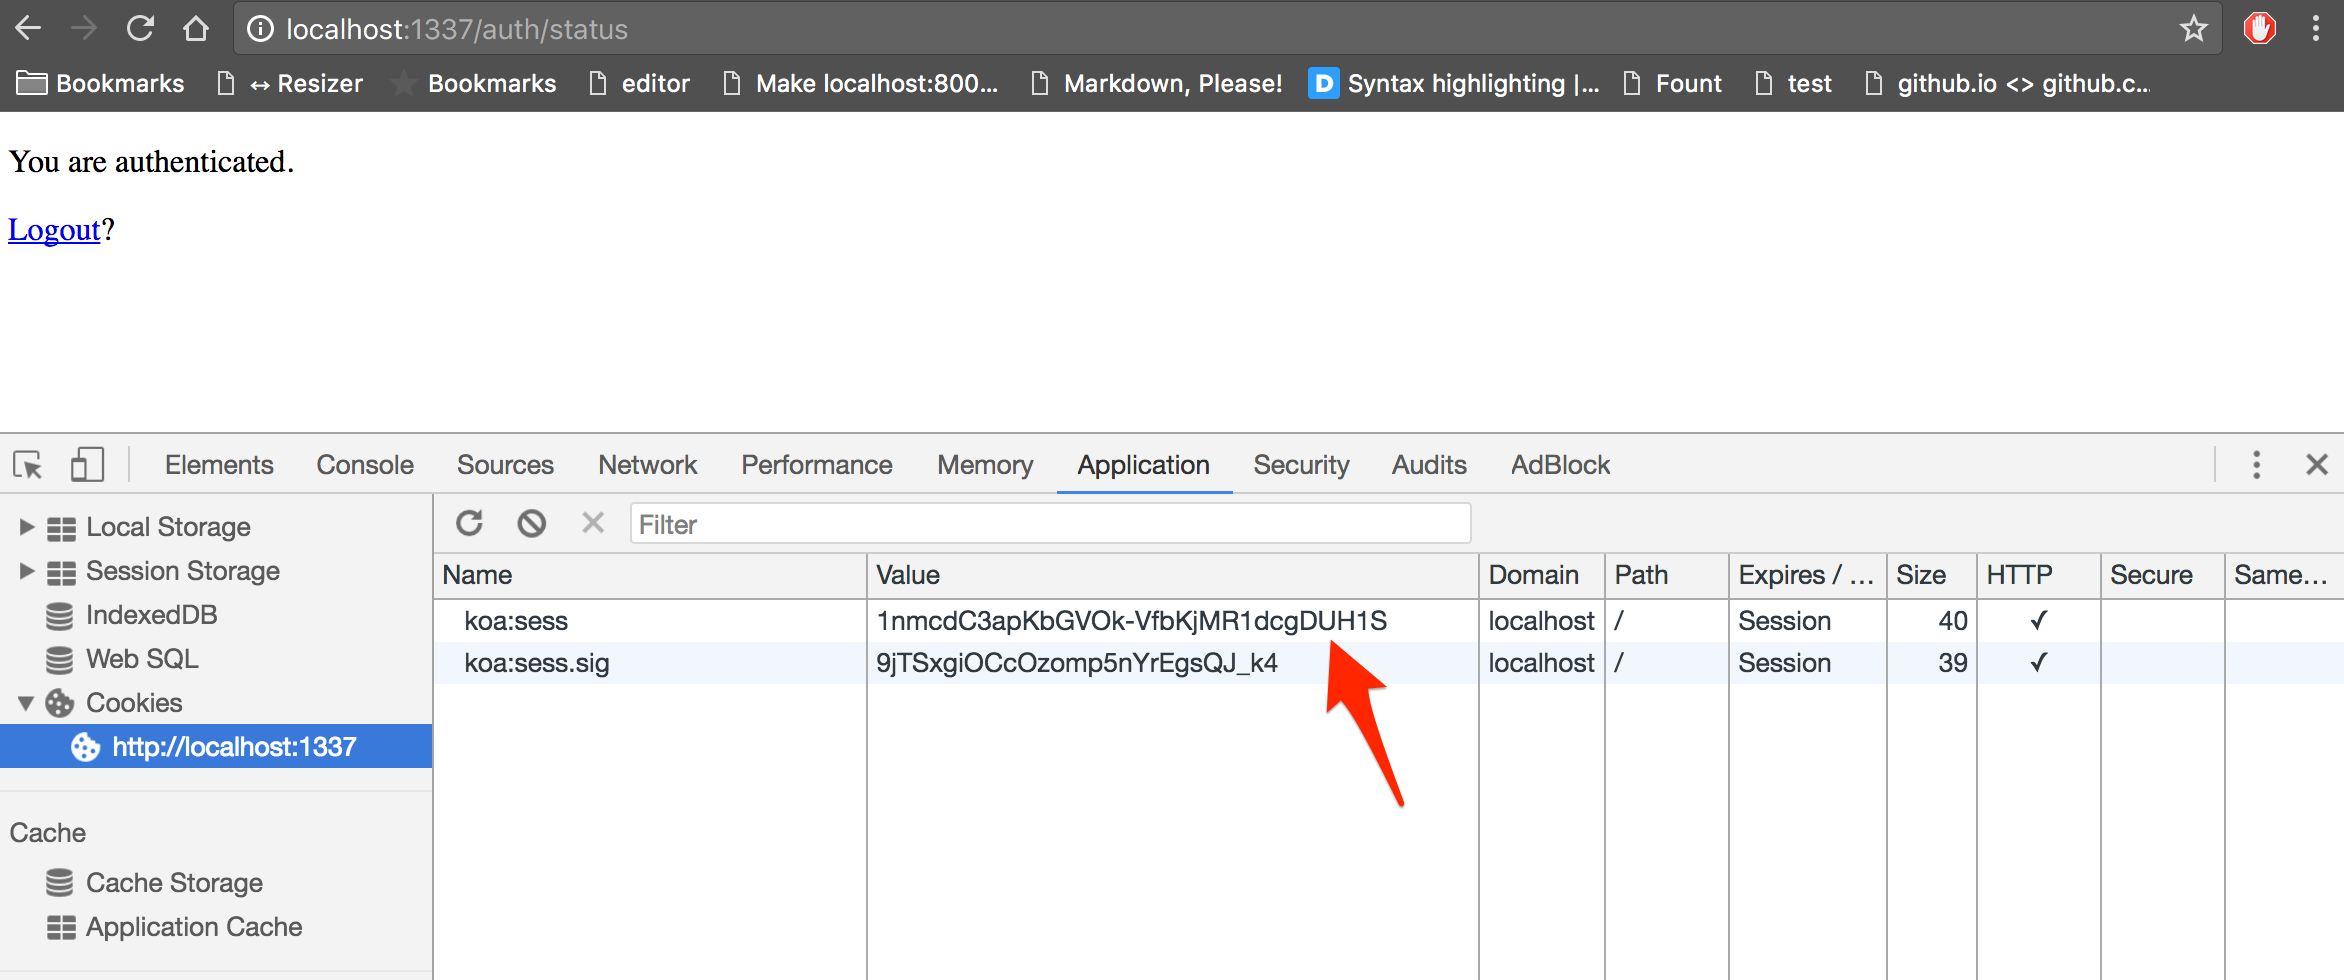 localhost:1337/auth/status
Bookmarks ↔ Resizer Bookmarks editor Make localhost:800... Markdown, Please! D Syntax highlighting |... Fount test github.io <> github.c...
You are authenticated.
Logout?
Elements Console Sources Network Performance Memory Application Security Audits AdBlock
Filter
Local Storage
Session Storage
IndexedDB
Web SQL
Cookies
http://localhost:1337
Cache
Cache Storage
Application Cache
Name Value Domain Path Expires / ... Size HTTP Secure Same...
koa:sess 1nmcdC3apKbGVOk-VfbKjMR1dcgDUH1S localhost / Session 40 ✓
koa:sess.sig 9jTSxgiOCcOzomp5nYrEgsQJ_k4 localhost / Session 39 ✓